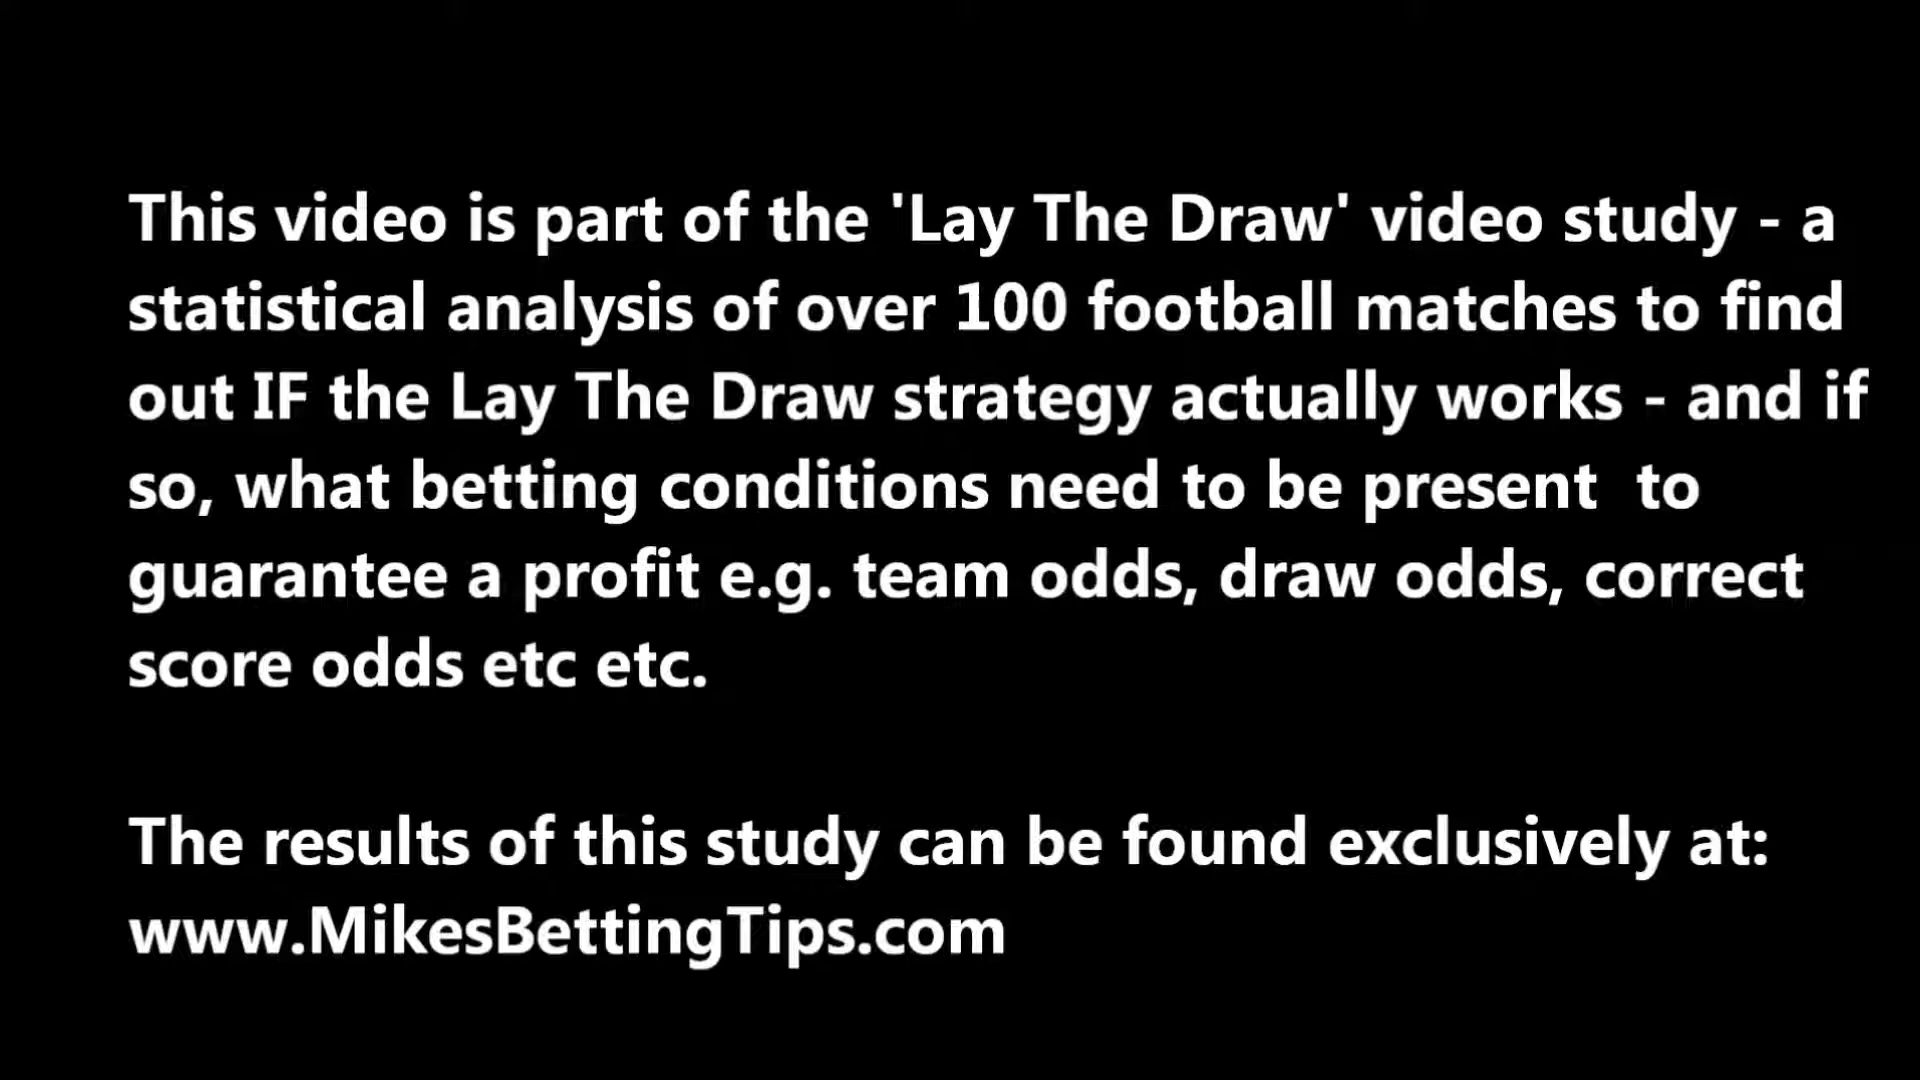 This video is part of the 'Lay The Draw' video study - a
statistical analysis of over 100 football matches to find
out IF the Lay The Draw strategy actually works - and if
so, what betting conditions need to be present  to
guarantee a profit e.g. team odds, draw odds, correct
score odds etc etc.
The results of this study can be found exclusively at:
www.MikesBettingTips.com